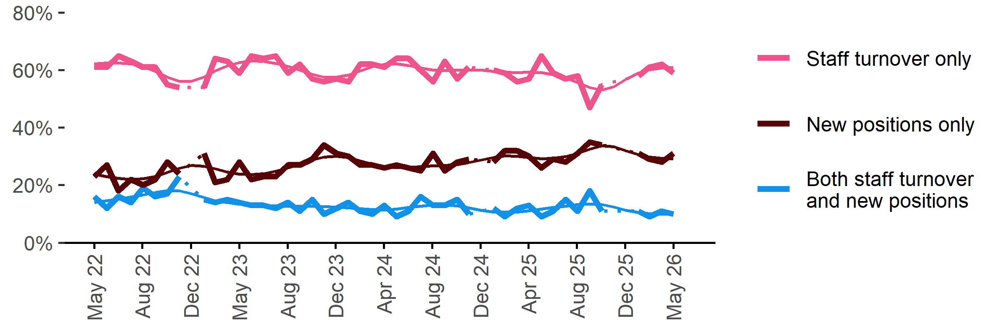 80%
60%
40%
20%
0%
May 22
Aug 22
Dec 22
May 23
Aug 23
Dec 23
Apr 24
Aug 24
Dec 24
Apr 25
Aug 25
Dec 25
May 26
Staff turnover only
New positions only
Both staff turnover
and new positions